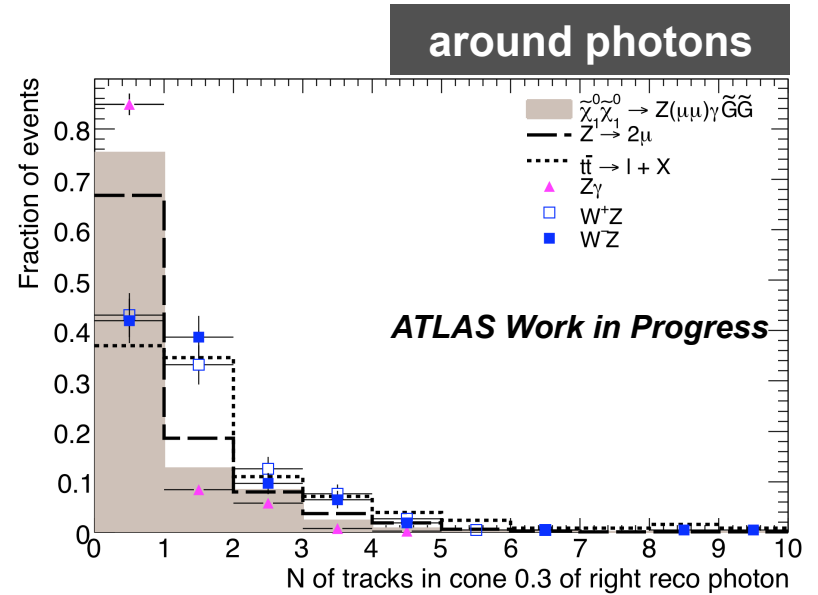 around photons
Fraction of events
0.8
0.7
0.6
0.5
0.4
0.3
0.2
0.1
0
χ̃⁰₁χ̃⁰₁ → Z(μμ)γG̃G̃
Z → 2μ
tt̄ → l + X
Zγ
W⁺Z
W⁻Z
ATLAS Work in Progress
0 1 2 3 4 5 6 7 8 9 10
N of tracks in cone 0.3 of right reco photon